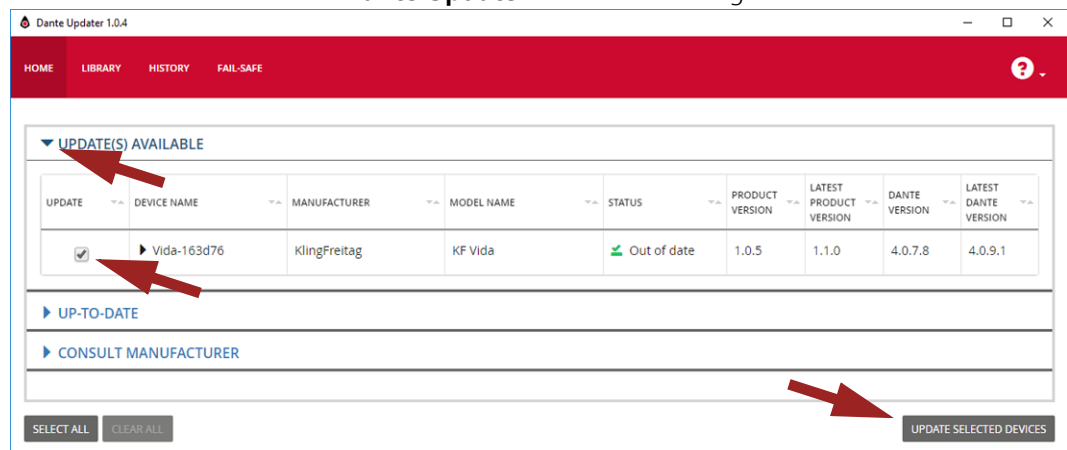 Dante Updater 1.0.4
HOME LIBRARY HISTORY FAIL-SAFE ?
UPDATE(S) AVAILABLE
UPDATE DEVICE NAME MANUFACTURER MODEL NAME STATUS PRODUCT VERSION LATEST PRODUCT VERSION DANTE VERSION LATEST DANTE VERSION
Vida-163d76 KlingFreitag KF Vida Out of date 1.0.5 1.1.0 4.0.7.8 4.0.9.1
UP-TO-DATE
CONSULT MANUFACTURER
SELECT ALL CLEAR ALL UPDATE SELECTED DEVICES